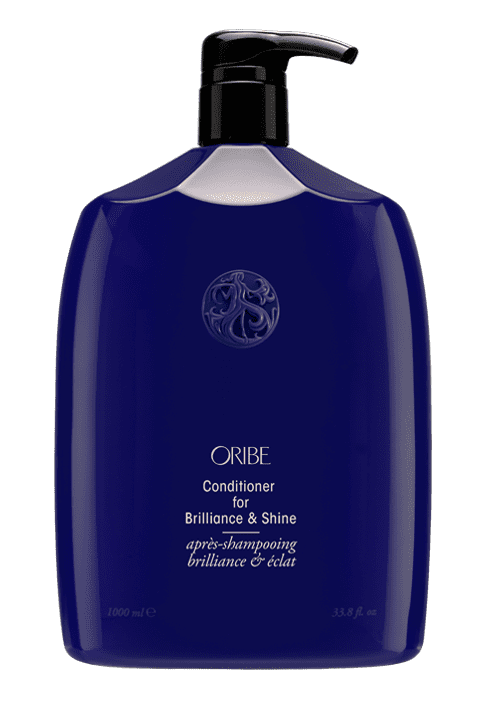 ORIBE
Conditioner
for
Brilliance & Shine
après-shampooing
brilliance & éclat
1000 ml ℮
33.8 fl. oz